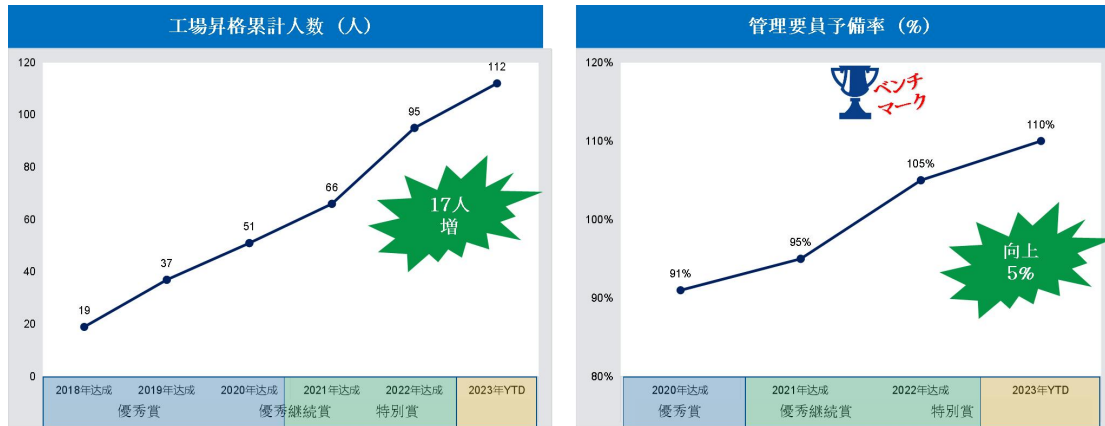 工場昇格累計人数（人）
120
100
80
60
40
20
0
19
37
51
66
95
112
17人
増
2018年达成 2019年达成 2020年达成 2021年达成 2022年达成 2023年YTD
優秀賞 優秀継続賞 特別賞
管理要員予備率（%）
120%
110%
100%
90%
80%
ベンチ
マーク
91%
95%
105%
110%
向上
5%
2020年达成 2021年达成 2022年达成 2023年YTD
優秀賞 優秀継続賞 特別賞